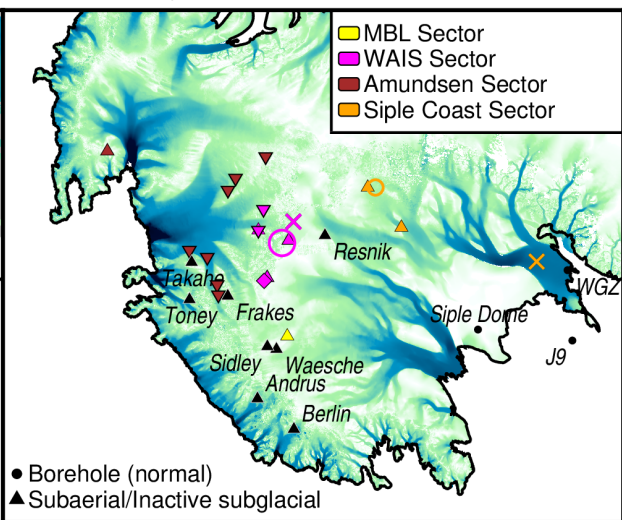 MBL Sector
WAIS Sector
Amundsen Sector
Siple Coast Sector
Resnik
Takahe
WGZ
Toney
Frakes
Siple Dome
J9
Sidley
Waesche
Andrus
Berlin
Borehole (normal)
Subaerial/Inactive subglacial